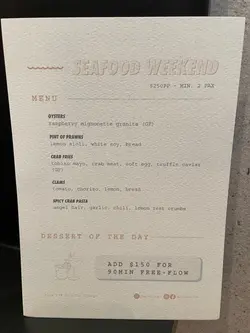 SEAFOOD WEEKEND
$250PP - MIN. 2 PAX
MENU
OYSTERS
raspberry mignonette granita (GF)
PINT OF PRAWNS
lemon aioli, white soy, bread
CRAB FRIES
tobiko mayo, crab meat, soft egg, truffle caviar
(GF)
CLAMS
tomato, chorizo, lemon, bread
SPICY CRAB PASTA
angel hair, garlic, chili, lemon zest crumbs
DESSERT OF THE DAY
ADD $150 FOR
90MIN FREE-FLOW